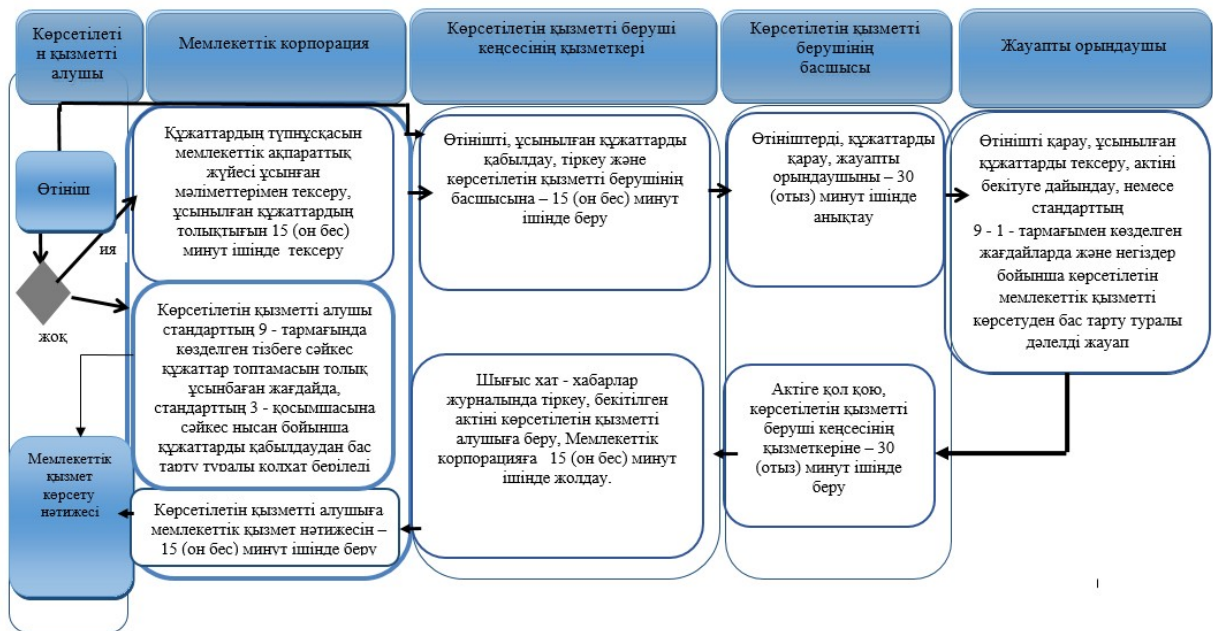 Көрсетілеті
н қызметті
алушы
Мемлекеттік корпорация
Көрсетілетін қызметті беруші
кеңсесінің қызметкері
Көрсетілетін қызметті
берушінің
басшысы
Жауапты орындаушы
Өтініш
ия
жоқ
Құжаттардың түпнұсқасын
мемлекеттік ақпараттық
жүйесі ұсынған
мәліметтерімен тексеру,
ұсынылған құжаттардың
толықтығын 15 (он бес)
минут ішінде тексеру
Өтінішті, ұсынылған құжаттарды
қабылдау, тіркеу және
көрсетілетін қызметті берушінің
басшысына – 15 (он бес) минут
ішінде беру
Өтініштерді, құжаттарды
қарау, жауапты
орындаушыны – 30
(отыз) минут ішінде
анықтау
Өтінішті қарау, ұсынылған
құжаттарды тексеру, актіні
бекітуге дайындау, немесе
стандарттың
9 - 1 - тармағымен көзделген
жағдайларда және негіздер
бойынша көрсетілетін
мемлекеттік қызметті
көрсетуден бас тарту туралы
дәлелді жауап
Көрсетілетін қызметті алушы
стандарттың 9 - тармағында
көзделген тізбеге сәйкес
құжаттар топтамасын толық
ұсынбаған жағдайда,
стандарттың 3 - қосымшасына
сәйкес нысан бойынша
құжаттарды қабылдаудан бас
тарту туралы қолхат беріледі
Шығыс хат - хабарлар
журналында тіркеу, бекітілген
актіні көрсетілетін қызметті
алушыға беру, Мемлекеттік
корпорацияға 15 (он бес) минут
ішінде жолдау.
Актіге қол қою,
көрсетілетін қызметті
беруші кеңсесінің
қызметкеріне – 30
(отыз) минут ішінде
беру
Мемлекеттік
қызмет
көрсету
нәтижесі
Көрсетілетін қызметті алушыға
мемлекеттік қызмет нәтижесін –
15 (он бес) минут ішінде беру